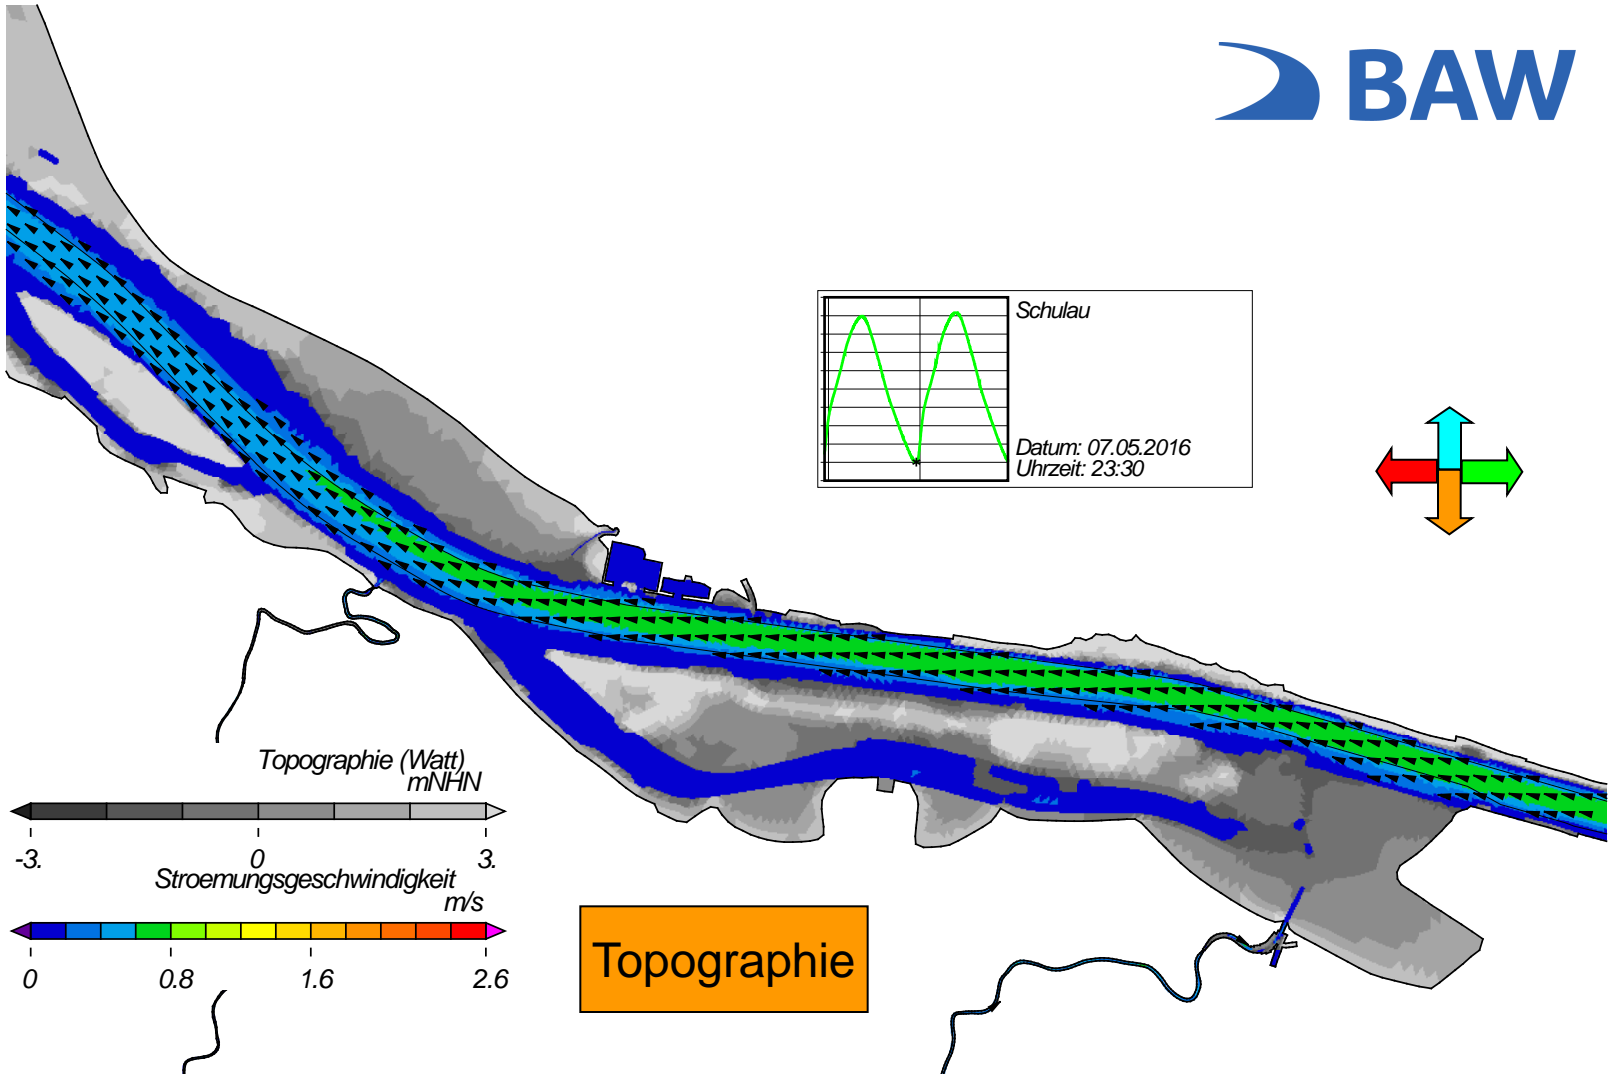 BAW
Schulau
Datum: 07.05.2016
Uhrzeit: 23:30
Topographie (Watt)
mNHN
-3. 0 3.
Stroemungsgeschwindigkeit
m/s
0 0.8 1.6 2.6
Topographie